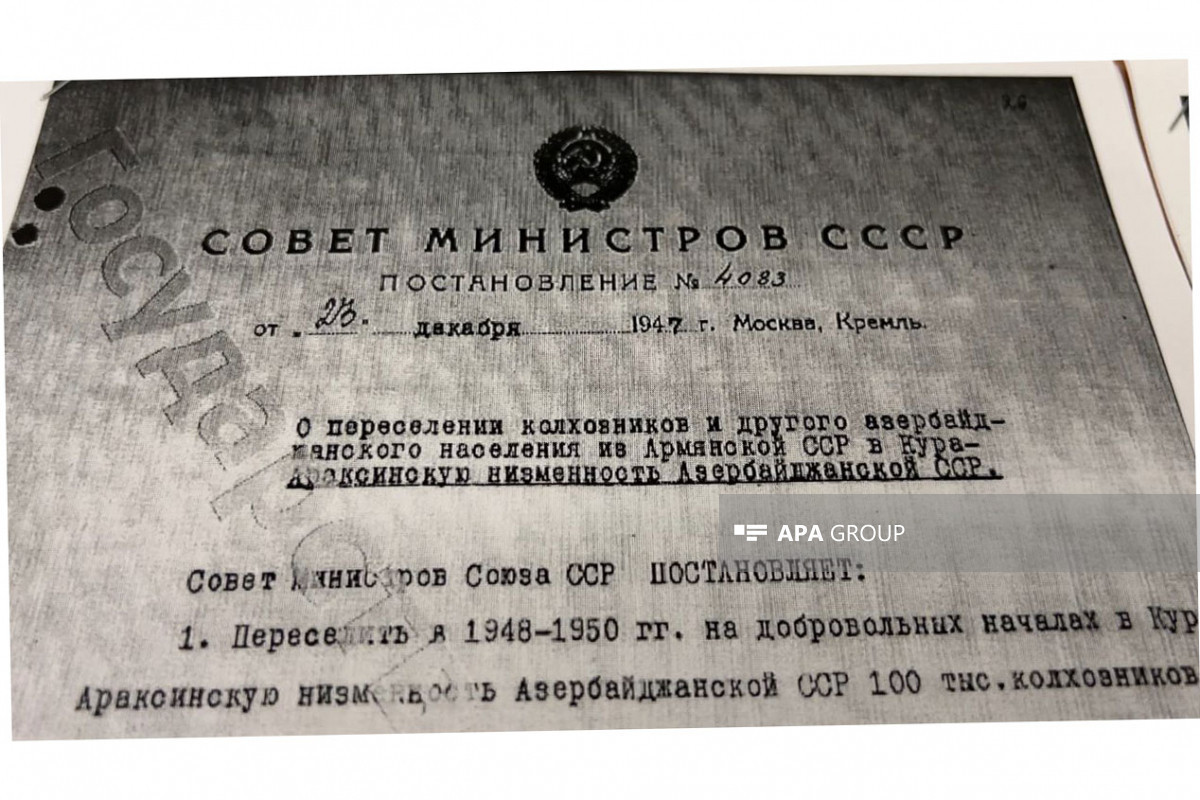 СОВЕТ МИНИСТРОВ СССР
ПОСТАНОВЛЕНИЕ № 4083
от „23" декабря 1947 г. Москва, Кремль.
О переселении колхозников и другого азербайд-
жанского населения из Армянской ССР в Кура-
Араксинскую низменность Азербайджанской ССР.
APA GROUP
Совет Министров Союза ССР ПОСТАНОВЛЯЕТ:
1. Переселить в 1948-1950 гг. на добровольных началах в Кур
Араксинскую низменность Азербайджанской ССР 100 тыс.колхозников